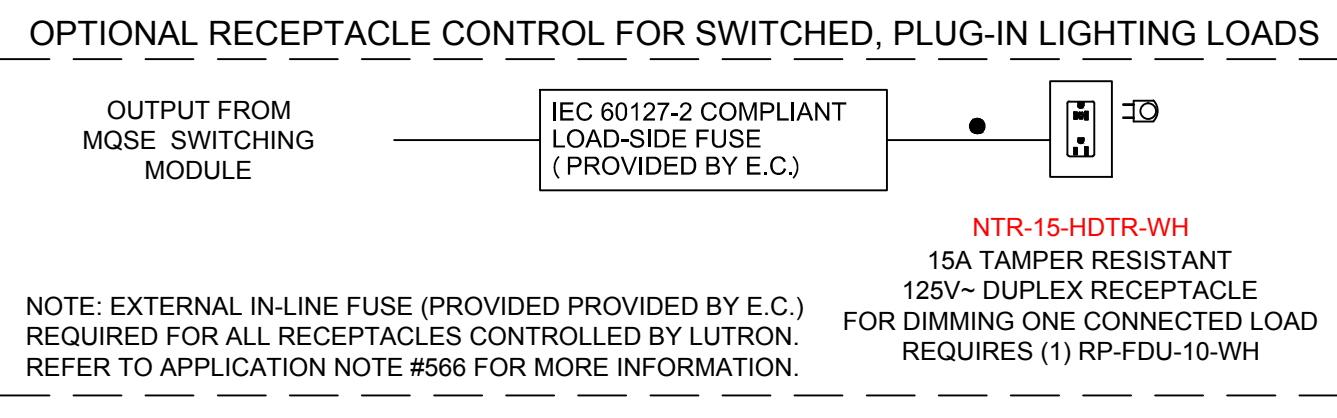 OPTIONAL RECEPTACLE CONTROL FOR SWITCHED, PLUG-IN LIGHTING LOADS
OUTPUT FROM
MQSE SWITCHING
MODULE
IEC 60127-2 COMPLIANT
LOAD-SIDE FUSE
( PROVIDED BY E.C.)
NTR-15-HDTR-WH
15A TAMPER RESISTANT
125V~ DUPLEX RECEPTACLE
FOR DIMMING ONE CONNECTED LOAD
REQUIRES (1) RP-FDU-10-WH
NOTE: EXTERNAL IN-LINE FUSE (PROVIDED PROVIDED BY E.C.)
REQUIRED FOR ALL RECEPTACLES CONTROLLED BY LUTRON.
REFER TO APPLICATION NOTE #566 FOR MORE INFORMATION.